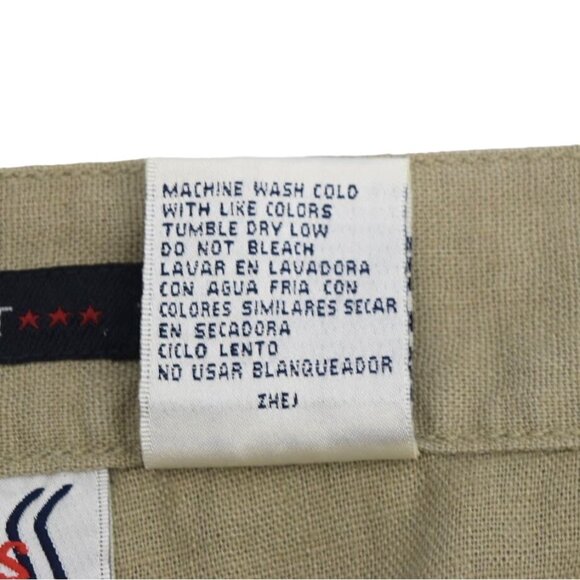 MACHINE WASH COLD
WITH LIKE COLORS
TUMBLE DRY LOW
DO NOT BLEACH
LAVAR EN LAVADORA
CON AGUA FRIA CON
COLORES SIMILARES SECAR
EN SECADORA
CICLO LENTO
NO USAR BLANQUEADOR
ZHEJ
T★★★
S